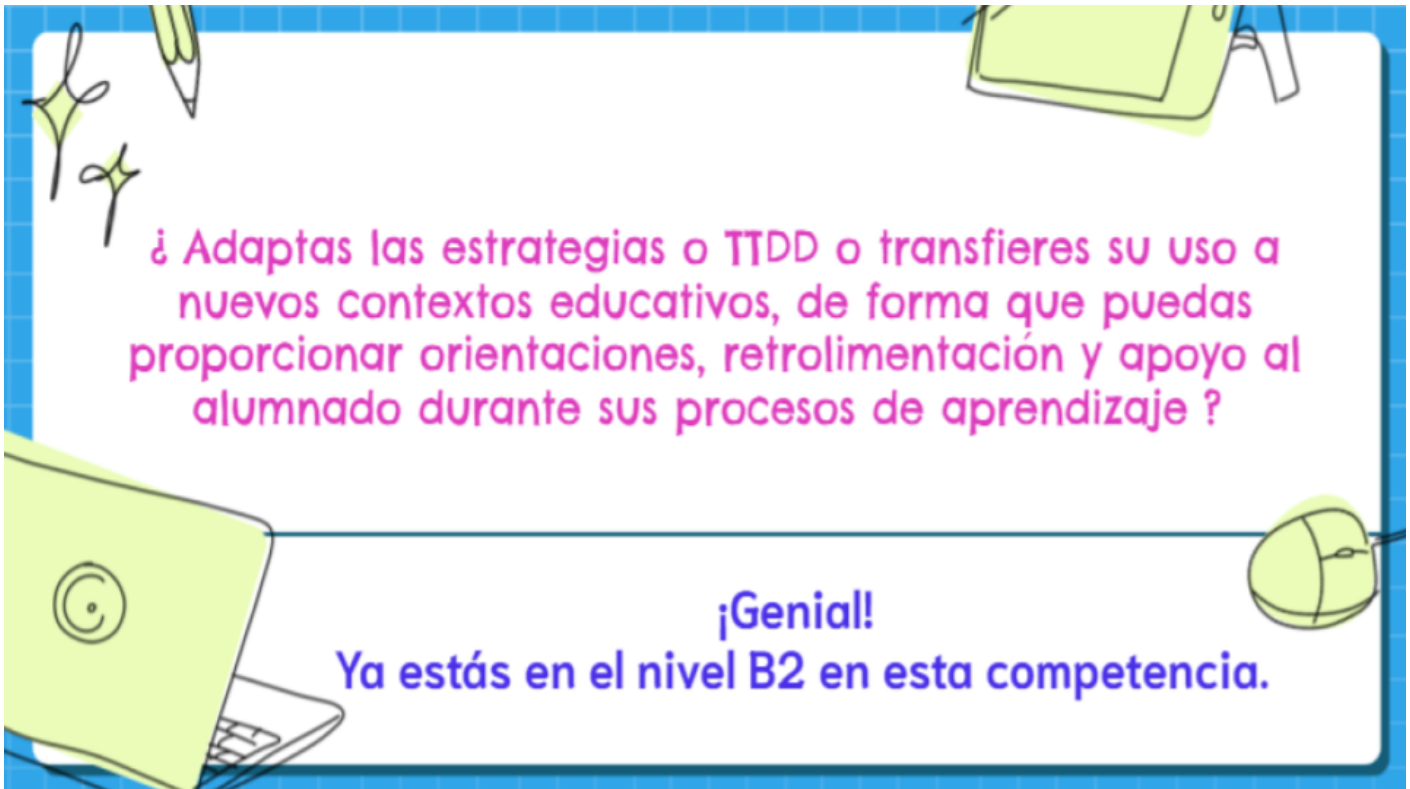 ¿ Adaptas las estrategias o TTDD o transfieres su uso a
nuevos contextos educativos, de forma que puedas
proporcionar orientaciones, retrolimentación y apoyo al
alumnado durante sus procesos de aprendizaje ?
¡Genial!
Ya estás en el nivel B2 en esta competencia.